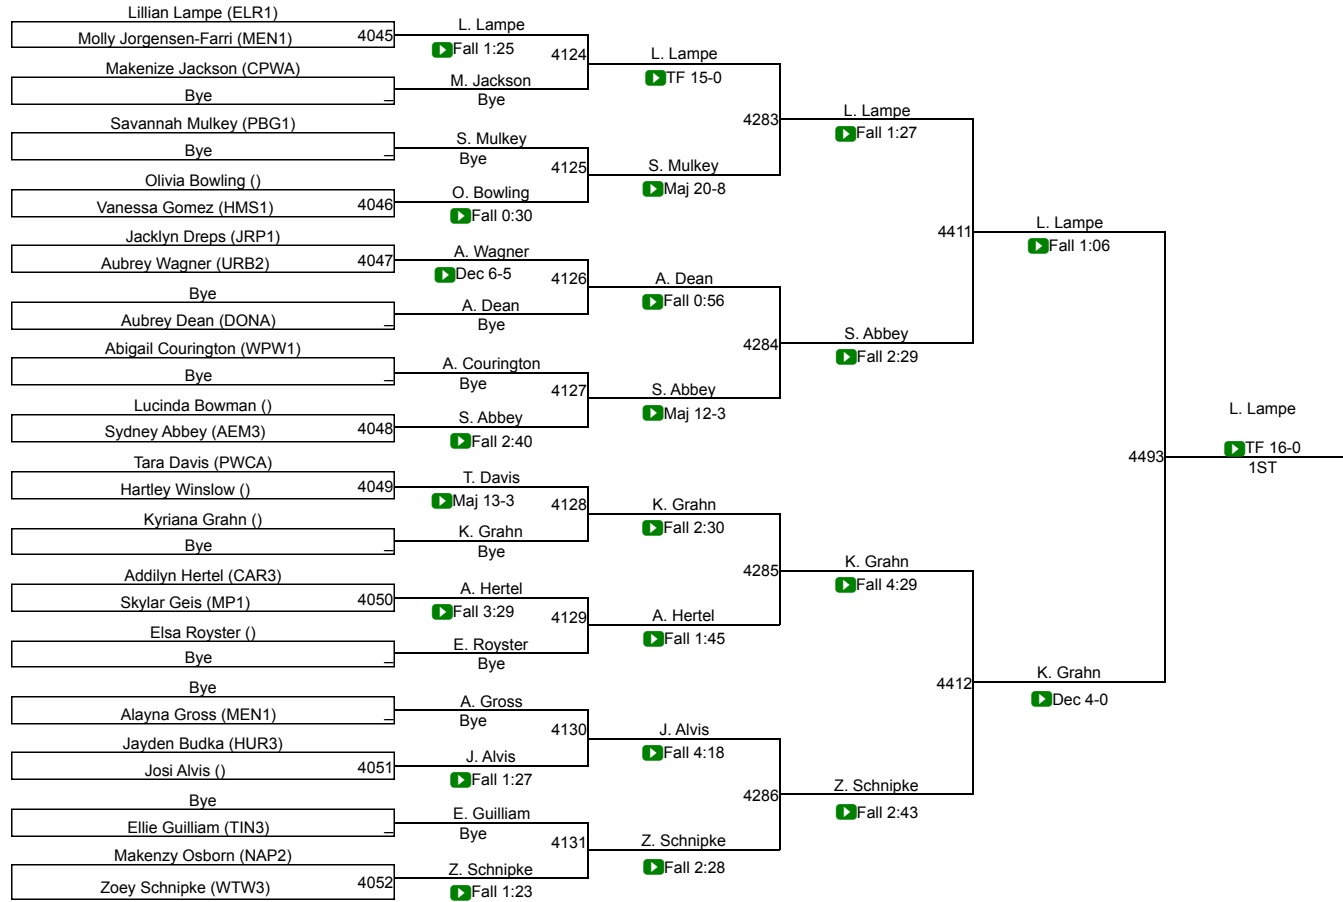 Lillian Lampe (ELR1)
Molly Jorgensen-Farri (MEN1) 4045
Makenize Jackson (CPWA)
Bye _
Savannah Mulkey (PBG1)
Bye _
Olivia Bowling ()
Vanessa Gomez (HMS1) 4046
Jacklyn Dreps (JRP1)
Aubrey Wagner (URB2) 4047
Bye
Aubrey Dean (DONA) _
Abigail Courington (WPW1)
Bye _
Lucinda Bowman ()
Sydney Abbey (AEM3) 4048
Tara Davis (PWCA)
Hartley Winslow () 4049
Kyriana Grahn ()
Bye _
Addilyn Hertel (CAR3)
Skylar Geis (MP1) 4050
Elsa Royster ()
Bye _
Bye
Alayna Gross (MEN1) _
Jayden Budka (HUR3)
Josi Alvis () 4051
Bye
Ellie Guilliam (TIN3) _
Makenzy Osborn (NAP2)
Zoey Schnipke (WTW3) 4052
L. Lampe
Fall 1:25
4124
M. Jackson
Bye
S. Mulkey
Bye
4125
O. Bowling
Fall 0:30
A. Wagner
Dec 6-5
4126
A. Dean
Bye
A. Courington
Bye
4127
S. Abbey
Fall 2:40
T. Davis
Maj 13-3
4128
K. Grahn
Bye
A. Hertel
Fall 3:29
4129
E. Royster
Bye
A. Gross
Bye
4130
J. Alvis
Fall 1:27
E. Guilliam
Bye
4131
Z. Schnipke
Fall 1:23
L. Lampe
TF 15-0
4283
S. Mulkey
Maj 20-8
A. Dean
Fall 0:56
4284
S. Abbey
Maj 12-3
K. Grahn
Fall 2:30
4285
A. Hertel
Fall 1:45
J. Alvis
Fall 4:18
4286
Z. Schnipke
Fall 2:28
L. Lampe
Fall 1:27
4411
S. Abbey
Fall 2:29
K. Grahn
Fall 4:29
4412
Z. Schnipke
Fall 2:43
L. Lampe
Fall 1:06
4493
K. Grahn
Dec 4-0
L. Lampe
TF 16-0
1ST